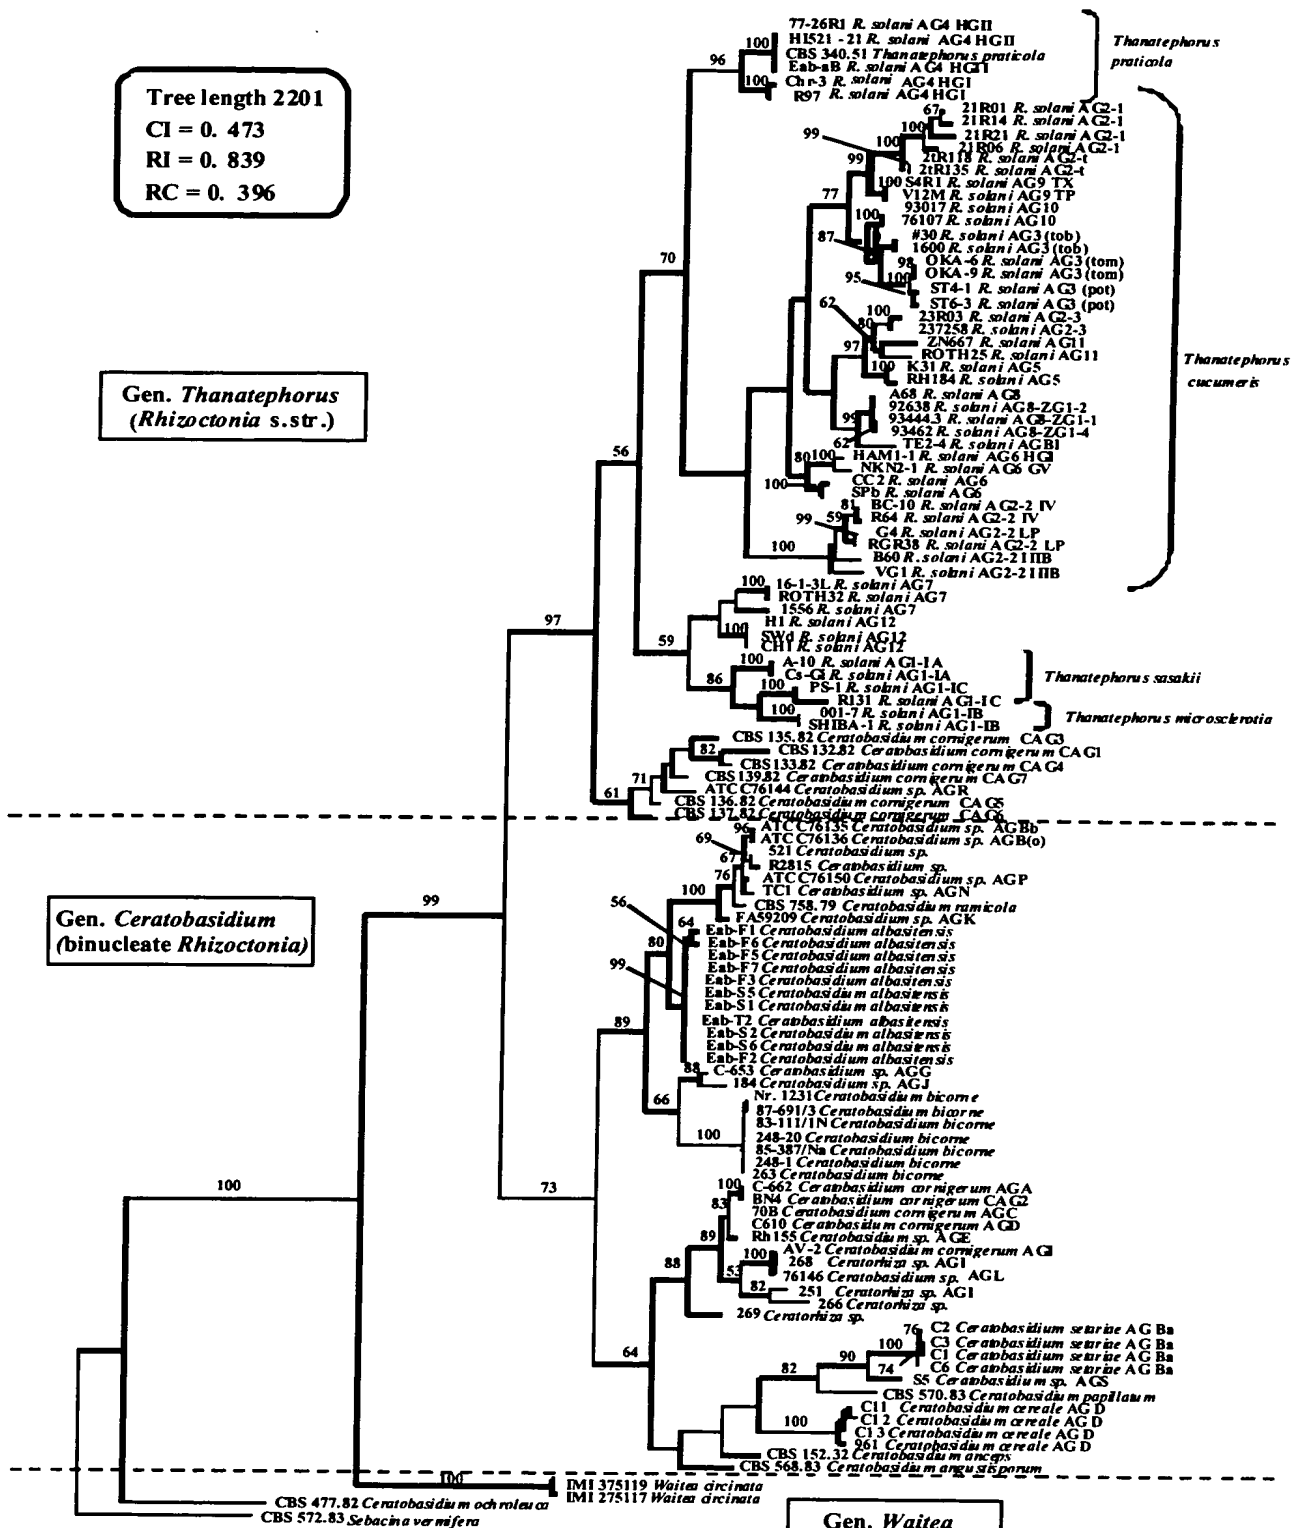 Tree length 2201
CI = 0. 473
RI = 0. 839
RC = 0. 396
77-26R1 R. solani AG4 HGII
HI521 - 21 R. solani AG4 HGII
CBS 340.51 Thanatephorus praticola
Eab-aB R. solani AG4 HGII
Chr-3 R. solani AG4HGI
R97 R. solani AG4HGI
Thanatephorus
praticola
21R01 R. solani AG2-1
21R14 R. solani AG2-1
21R21 R. solani AG2-1
21R06 R. solani AG2-1
2tR118 R. solani AG2-t
2tR135 R. solani AG2-t
S4R1 R. solani AG9 TX
V12M R. solani AG9 TP
93017 R. solani AG10
76107 R. solani AG10
#30 R. solani AG3 (tob)
1600 R. solani AG3 (tob)
OKA-6 R. solani AG3 (tom)
OKA-9 R. solani AG3 (tom)
ST4-1 R. solani AG3 (pot)
ST6-3 R. solani AG3 (pot)
23R03 R. solani AG2-3
237258 R. solani AG2-3
ZN667 R. solani AG11
ROTH25 R. solani AG11
K31 R. solani AG5
RH184 R. solani AG5
A68 R. solani AG8
92638 R. solani AG8-ZG1-2
93444.3 R. solani AG8-ZG1-1
93462 R. solani AG8-ZG1-4
TE2-4 R. solani AGBI
HAM1-1 R. solani AG6 HGI
NKN2-1 R. solani AG6 GV
CC2 R. solani AG6
SPb R. solani AG6
BC-10 R. solani AG2-2 IV
R64 R. solani AG2-2 IV
G4 R. solani AG2-2 LP
RGR38 R. solani AG2-2 LP
B60 R. solani AG2-2 IIIB
VG1 R. solani AG2-2 IIIB
Thanatephorus
cucumeris
Gen. Thanatephorus
(Rhizoctonia s.str.)
16-1-3L R. solani AG7
ROTH32 R. solani AG7
1556 R. solani AG7
H1 R. solani AG12
SWd R. solani AG12
CH1 R. solani AG12
A-10 R. solani AG1-IA
Cs-Gi R. solani AG1-IA
PS-1 R. solani AG1-IC
R131 R. solani AG1-IC
001-7 R. solani AG1-IB
SHIBA-1 R. solani AG1-IB
Thanatephorus sasakii
Thanatephorus microsclerotia
CBS 135.82 Ceratobasidium cornigerum CAG3
CBS 132.82 Ceratobasidium cornigerum CAG1
CBS 133.82 Ceratobasidium cornigerum CAG4
CBS 139.82 Ceratobasidium cornigerum CAG7
ATCC76144 Ceratobasidium sp. AGR
CBS 136.82 Ceratobasidium cornigerum CAG5
CBS 137.82 Ceratobasidium cornigerum CAG6
ATCC76135 Ceratobasidium sp. AGBb
ATCC76136 Ceratobasidium sp. AGB(o)
521 Ceratobasidium sp.
R2815 Ceratobasidium sp.
ATCC76150 Ceratobasidium sp. AGP
TC1 Ceratobasidium sp. AGN
CBS 758.79 Ceratobasidium ramicola
FA59209 Ceratobasidium sp. AGK
Gen. Ceratobasidium
(binucleate Rhizoctonia)
Eab-F1 Ceratobasidium albasitensis
Eab-F6 Ceratobasidium albasitensis
Eab-F5 Ceratobasidium albasitensis
Eab-F7 Ceratobasidium albasitensis
Eab-F3 Ceratobasidium albasitensis
Eab-S5 Ceratobasidium albasitensis
Eab-S1 Ceratobasidium albasitensis
Eab-T2 Ceratobasidium albasitensis
Eab-S2 Ceratobasidium albasitensis
Eab-S6 Ceratobasidium albasitensis
Eab-F2 Ceratobasidium albasitensis
C-653 Ceratobasidium sp. AGG
184 Ceratobasidium sp. AGJ
Nr. 1231 Ceratobasidium bicorne
87-691/3 Ceratobasidium bicorne
83-111/1N Ceratobasidium bicorne
248-20 Ceratobasidium bicorne
85-387/Na Ceratobasidium bicorne
248-1 Ceratobasidium bicorne
263 Ceratobasidium bicorne
C-662 Ceratobasidium cornigerum AGA
BN4 Ceratobasidium cornigerum CAG2
70B Ceratobasidium cornigerum AGC
C610 Ceratobasidium cornigerum AGD
Rh155 Ceratobasidium sp. AGE
AV-2 Ceratobasidium cornigerum AGI
268 Ceratorhiza sp. AGI
76146 Ceratobasidium sp. AGL
251 Ceratorhiza sp. AGI
266 Ceratorhiza sp.
269 Ceratorhiza sp.
C2 Ceratobasidium setariae AG Ba
C3 Ceratobasidium setariae AG Ba
C1 Ceratobasidium setariae AG Ba
C6 Ceratobasidium setariae AG Ba
S5 Ceratobasidium sp. AGS
CBS 570.83 Ceratobasidium papillatum
C11 Ceratobasidium cereale AG D
C12 Ceratobasidium cereale AG D
C13 Ceratobasidium cereale AG D
961 Ceratobasidium cereale AG D
CBS 152.32 Ceratobasidium anceps
CBS 568.83 Ceratobasidium angustisporum
IMI 375119 Waitea circinata
IMI 275117 Waitea circinata
CBS 477.82 Ceratobasidium ochroleuca
CBS 572.83 Sebacina vermifera
Gen. Waitea